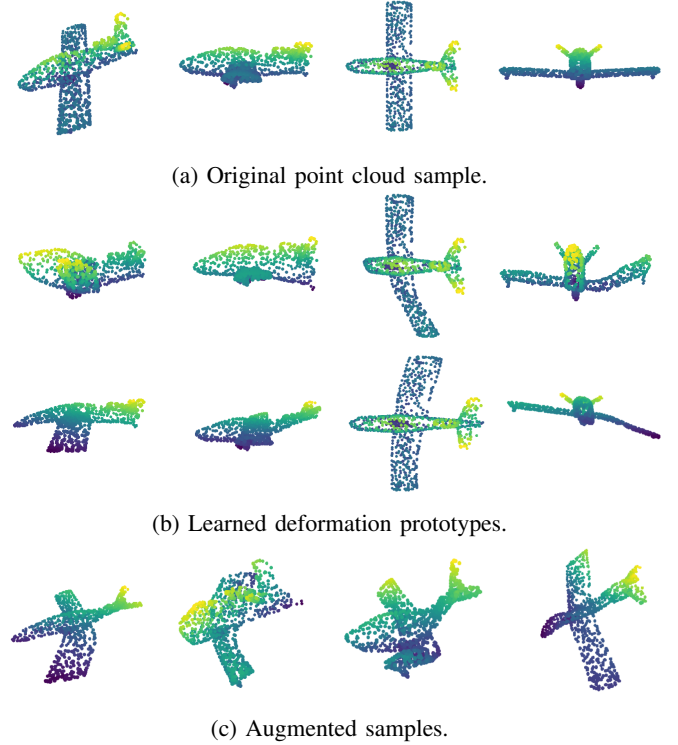 (a) Original point cloud sample.
(b) Learned deformation prototypes.
(c) Augmented samples.